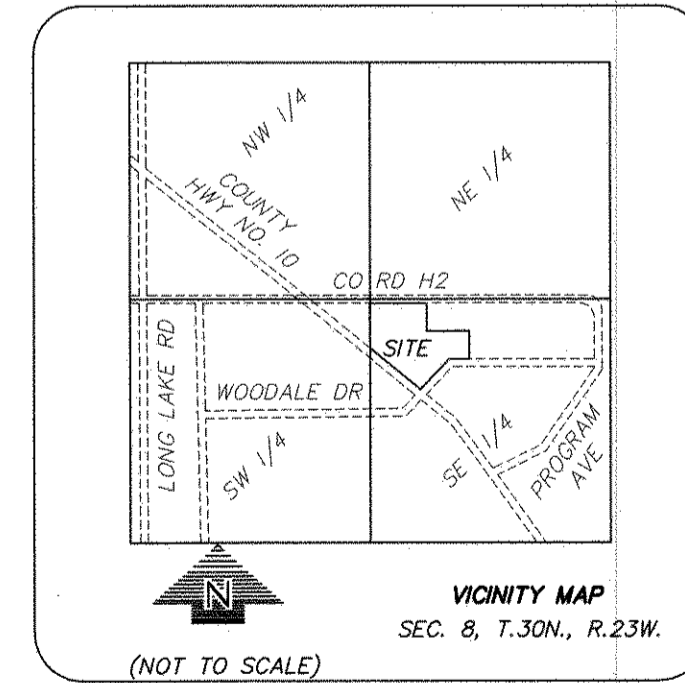 NW 1/4
NE 1/4
COUNTY
HWY NO. 10
CO RD H2
SITE
LONG LAKE RD
WOODALE DR
SW 1/4
SE 1/4
PROGRAM
AVE
N
VICINITY MAP
SEC. 8, T.30N., R.23W.
(NOT TO SCALE)